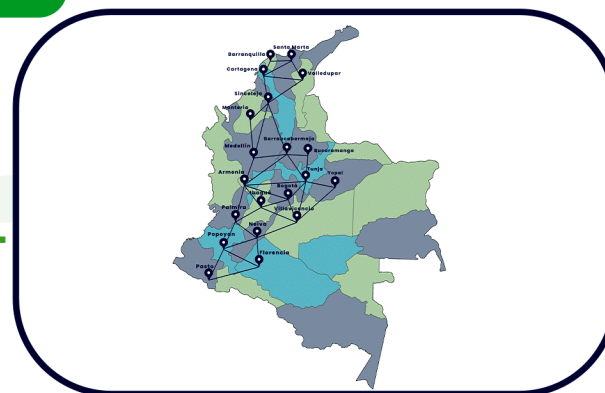 Santa Marta
Barranquilla
Cartagena
Valledupar
Sincelejo
Montería
Barrancabermeja
Medellín
Bucaramanga
Armenia
Tunja
Yopal
Bogotá
Ibagué
Palmira
Villavicencio
Neiva
Popayán
Florencia
Pasto